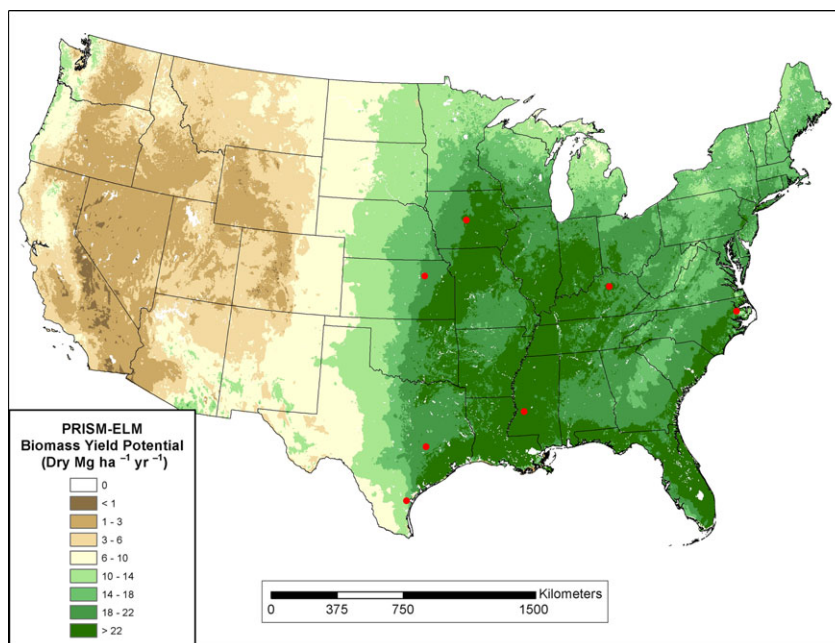 PRISM-ELM
Biomass Yield Potential
(Dry Mg ha ⁻¹ yr ⁻¹)
0
< 1
1 - 3
3 - 6
6 - 10
10 - 14
14 - 18
18 - 22
> 22
Kilometers
0 375 750 1500